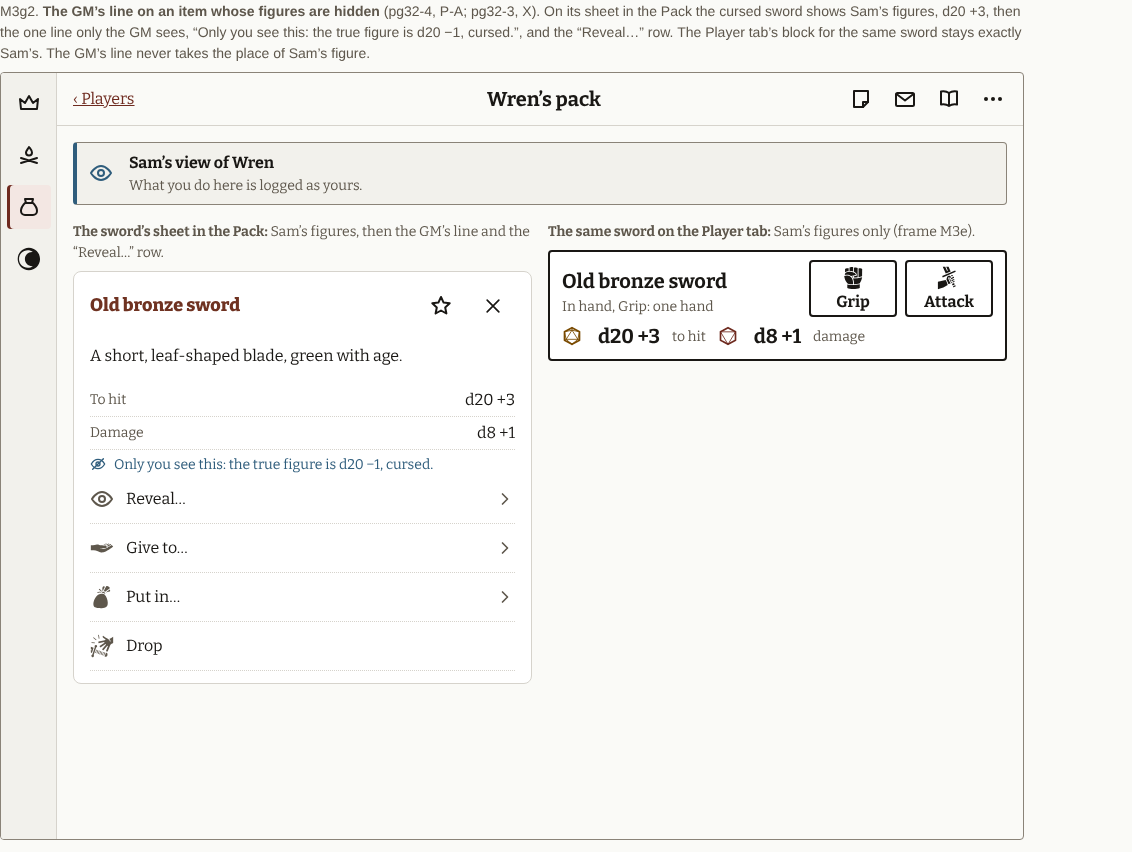 M3g2. The GM’s line on an item whose figures are hidden (pg32-4, P-A; pg32-3, X). On its sheet in the Pack the cursed sword shows Sam’s figures, d20 +3, then
the one line only the GM sees, “Only you see this: the true figure is d20 −1, cursed.”, and the “Reveal…” row. The Player tab’s block for the same sword stays exactly
Sam’s. The GM’s line never takes the place of Sam’s figure.
‹ Players
Wren’s pack
Sam’s view of Wren
What you do here is logged as yours.
The sword’s sheet in the Pack: Sam’s figures, then the GM’s line and the
“Reveal…” row.
Old bronze sword
A short, leaf-shaped blade, green with age.
To hit d20 +3
Damage d8 +1
Only you see this: the true figure is d20 −1, cursed.
Reveal…
Give to…
Put in…
Drop
The same sword on the Player tab: Sam’s figures only (frame M3e).
Old bronze sword
In hand, Grip: one hand
Grip
Attack
d20 +3 to hit d8 +1 damage